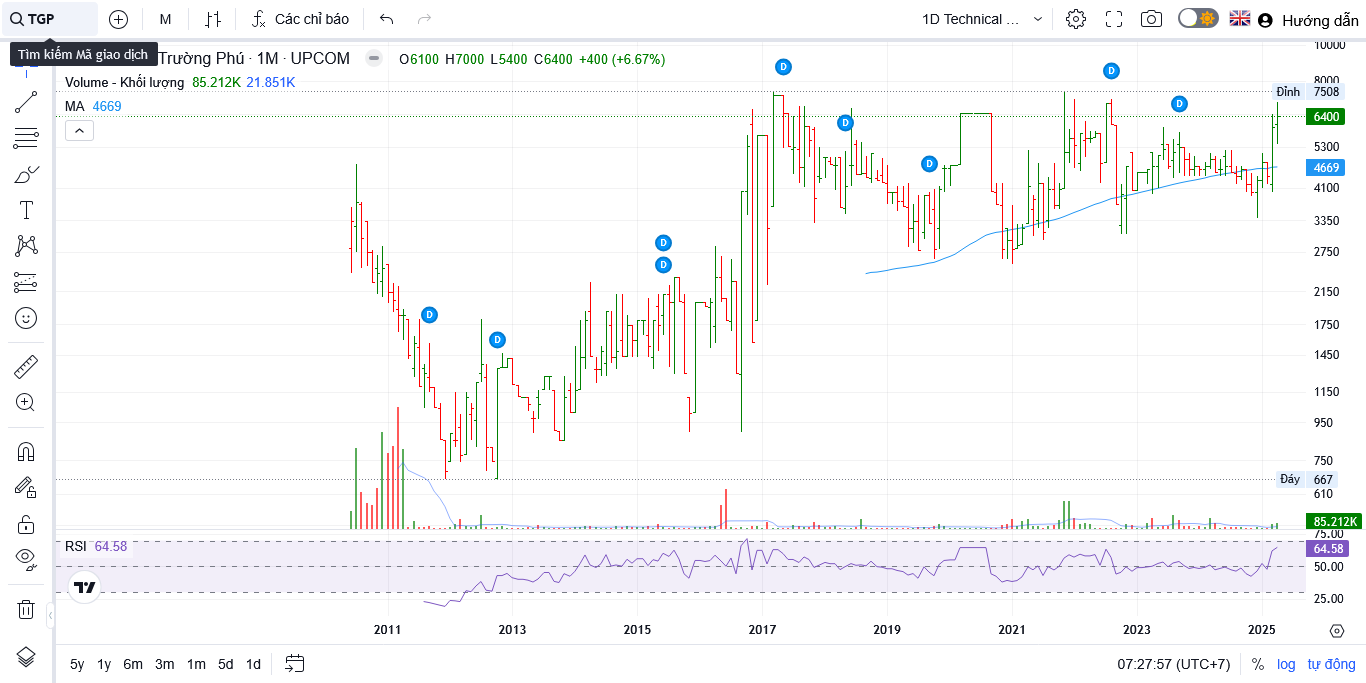 TGP
M
Các chỉ báo
1D Technical ...
Hướng dẫn
Tìm kiếm Mã giao dịch
Trường Phú · 1M · UPCOM
O6100 H7000 L5400 C6400 +400 (+6.67%)
Volume - Khối lượng 85.212K 21.851K
MA 4669
10000
8000
Đỉnh 7508
6400
5300
4669
4100
3350
2750
2150
1750
1450
1150
950
750
Đáy 667
610
85.212K
75.00
64.58
50.00
25.00
D
D
D
D
D
D
D
D
D
D
RSI 64.58
2011 2013 2015 2017 2019 2021 2023 2025
5y 1y 6m 3m 1m 5d 1d
07:27:57 (UTC+7) % log tự động